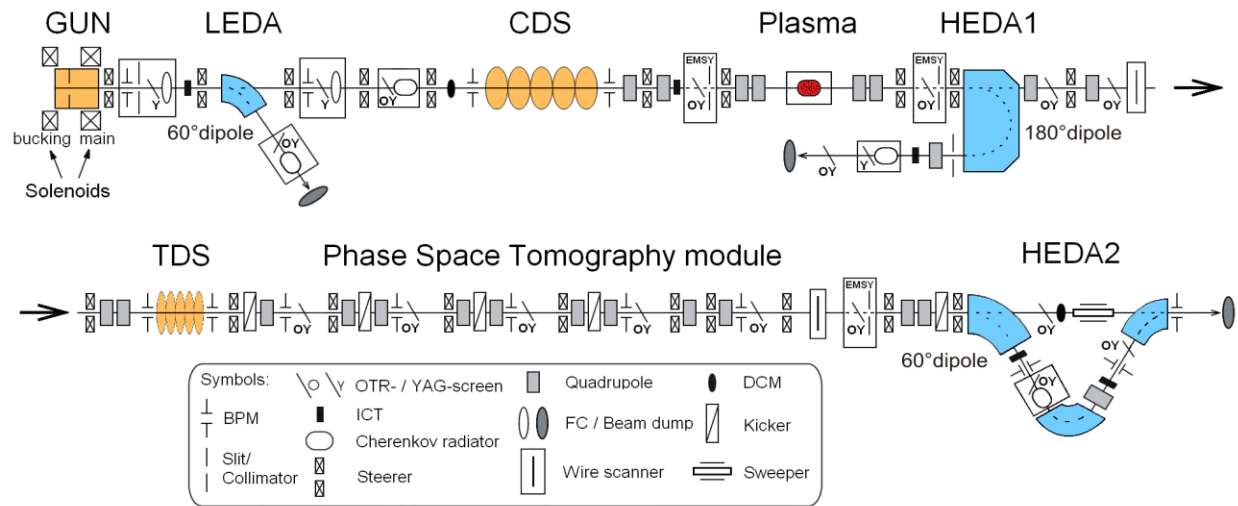 GUN LEDA CDS Plasma HEDA1
EMSY EMSY
Y Y OY OY OY OY OY
bucking main 60°dipole OY 180°dipole
Solenoids OY Y
TDS Phase Space Tomography module HEDA2
EMSY
OY OY OY OY OY OY OY OY OY
60°dipole OY
Symbols: O Y OTR- / YAG-screen Quadrupole DCM
BPM ICT FC / Beam dump Kicker
Cherenkov radiator
Slit/
Collimator Steerer Wire scanner Sweeper